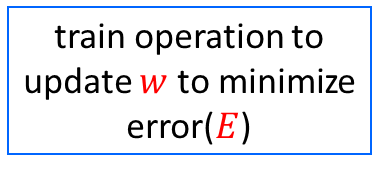 train operation to
update w to minimize
error(E)